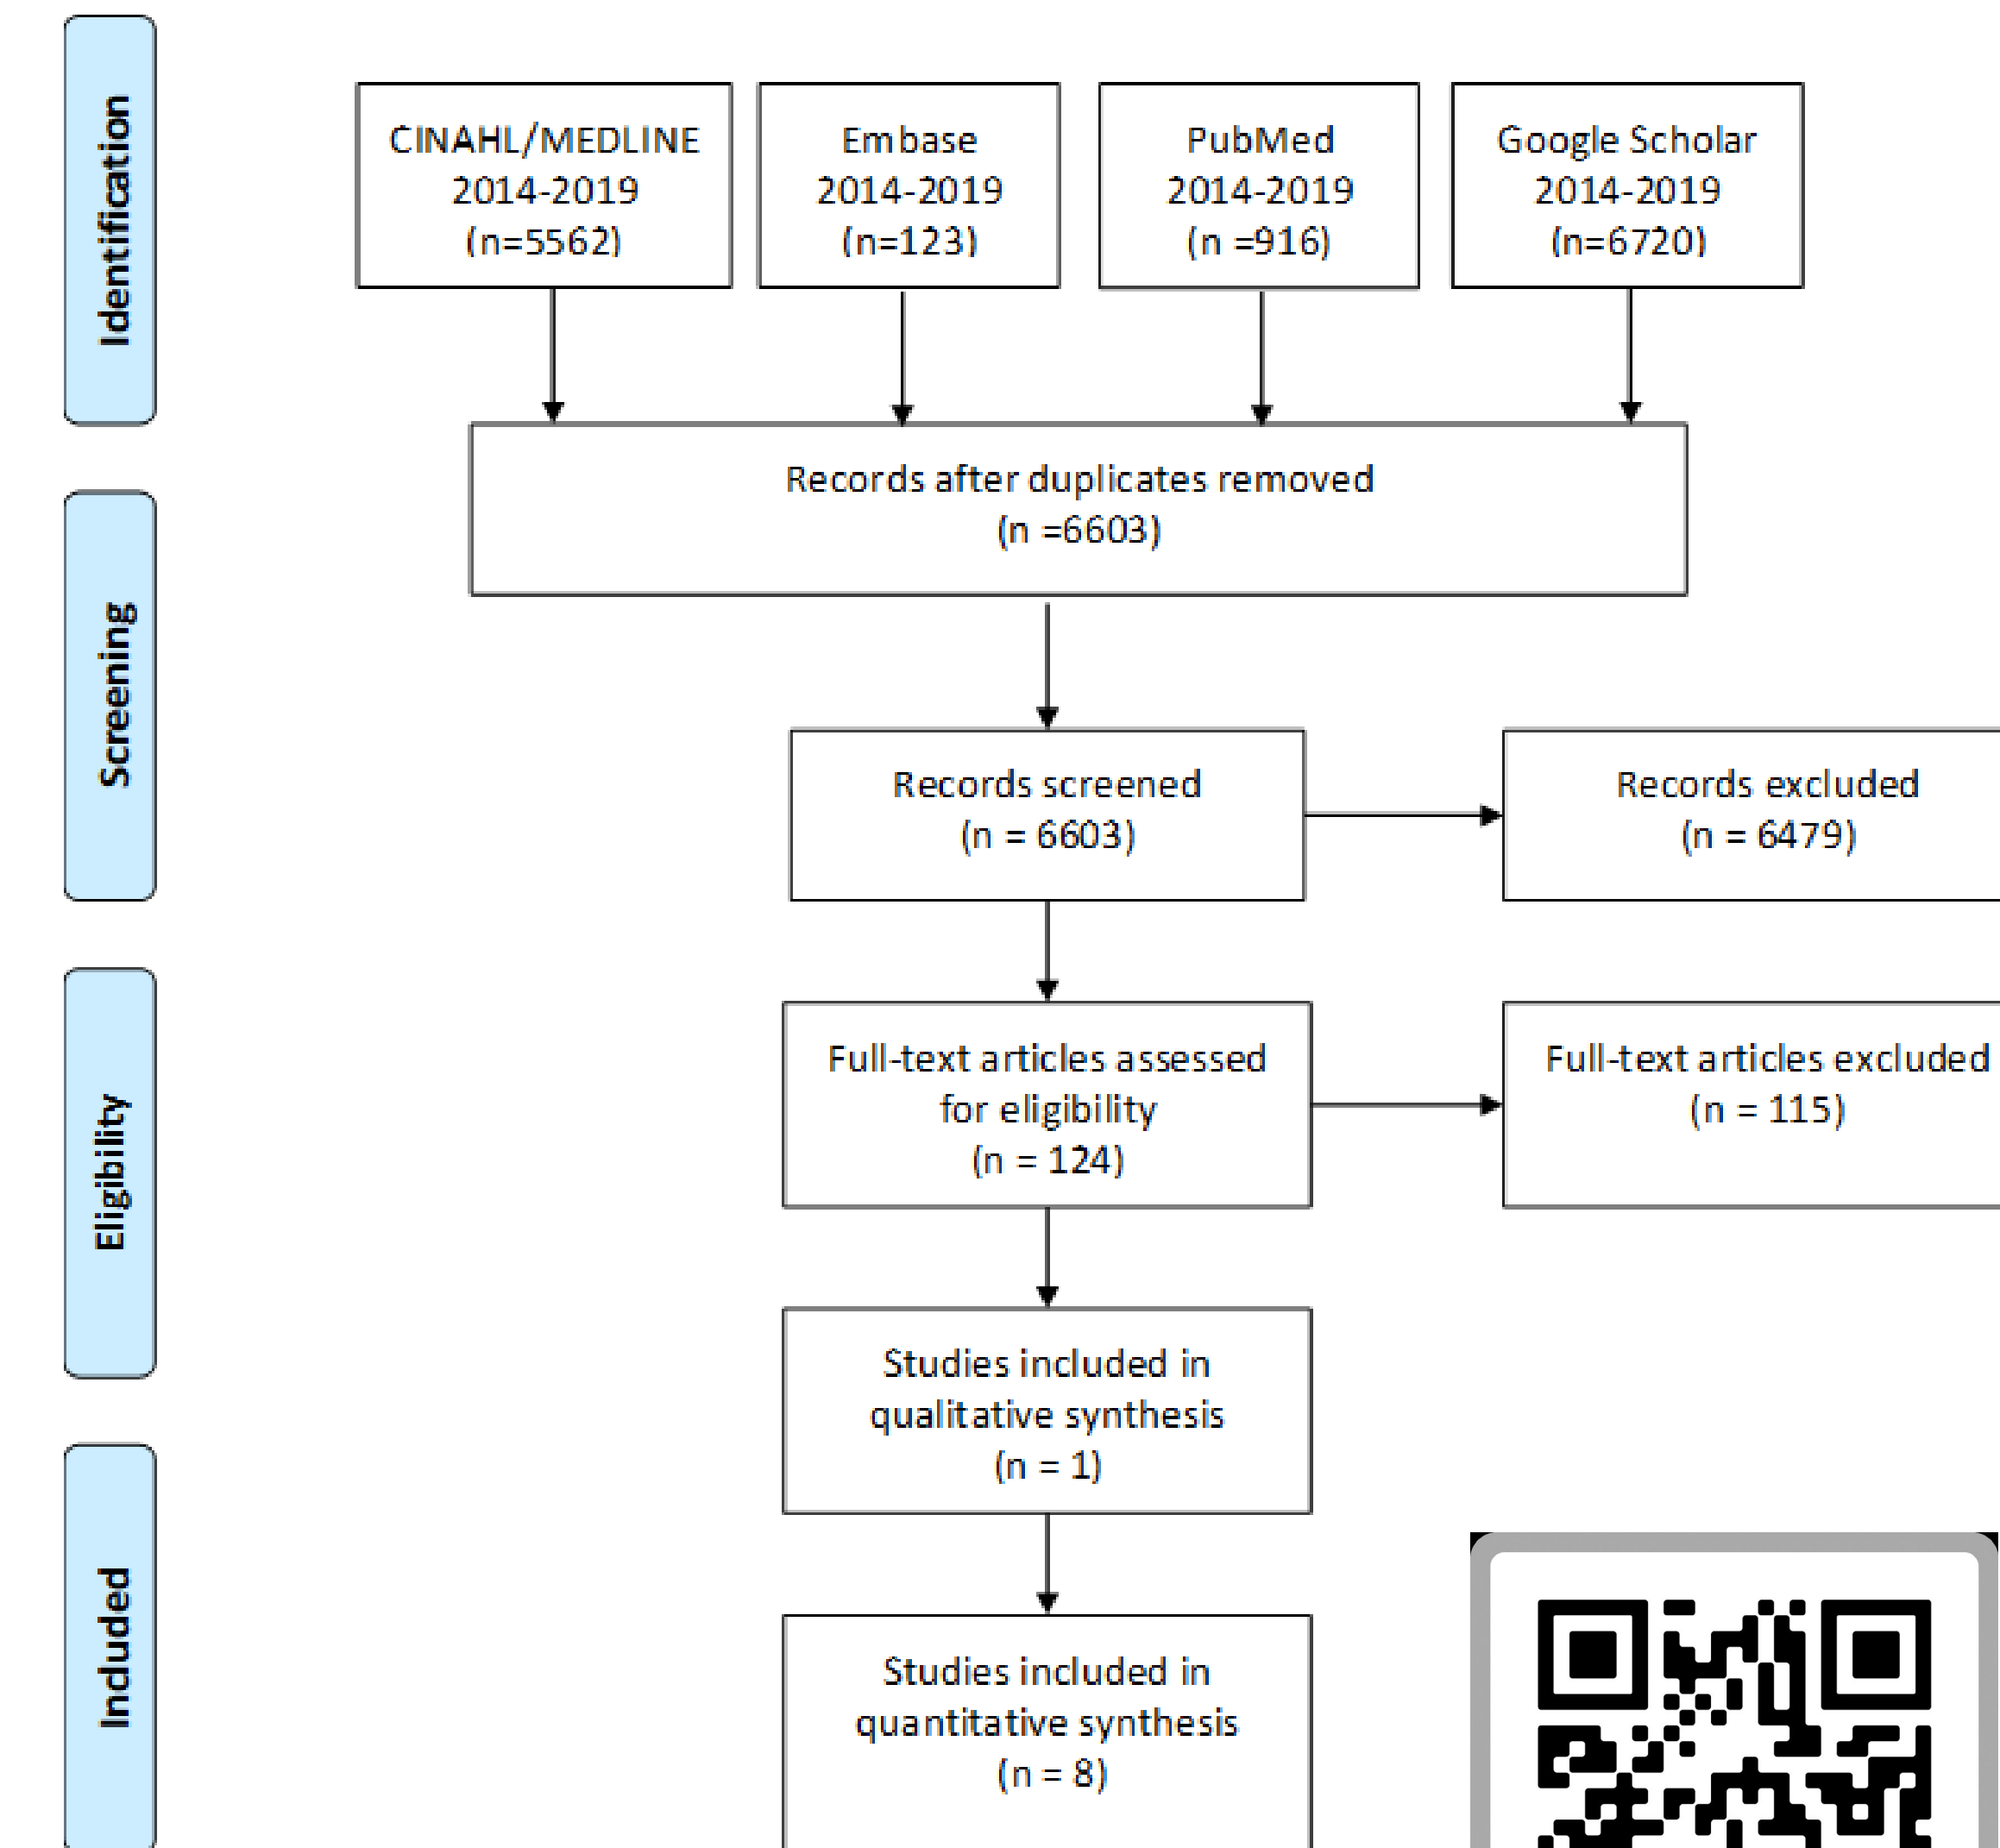 Identification
CINAHL/MEDLINE
2014-2019
(n=5562)
Embase
2014-2019
(n=123)
PubMed
2014-2019
(n =916)
Google Scholar
2014-2019
(n=6720)
Records after duplicates removed
(n =6603)
Screening
Records screened
(n = 6603)
Records excluded
(n = 6479)
Eligibility
Full-text articles assessed
for eligibility
(n = 124)
Full-text articles excluded
(n = 115)
Studies included in
qualitative synthesis
(n = 1)
Included
Studies included in
quantitative synthesis
(n = 8)